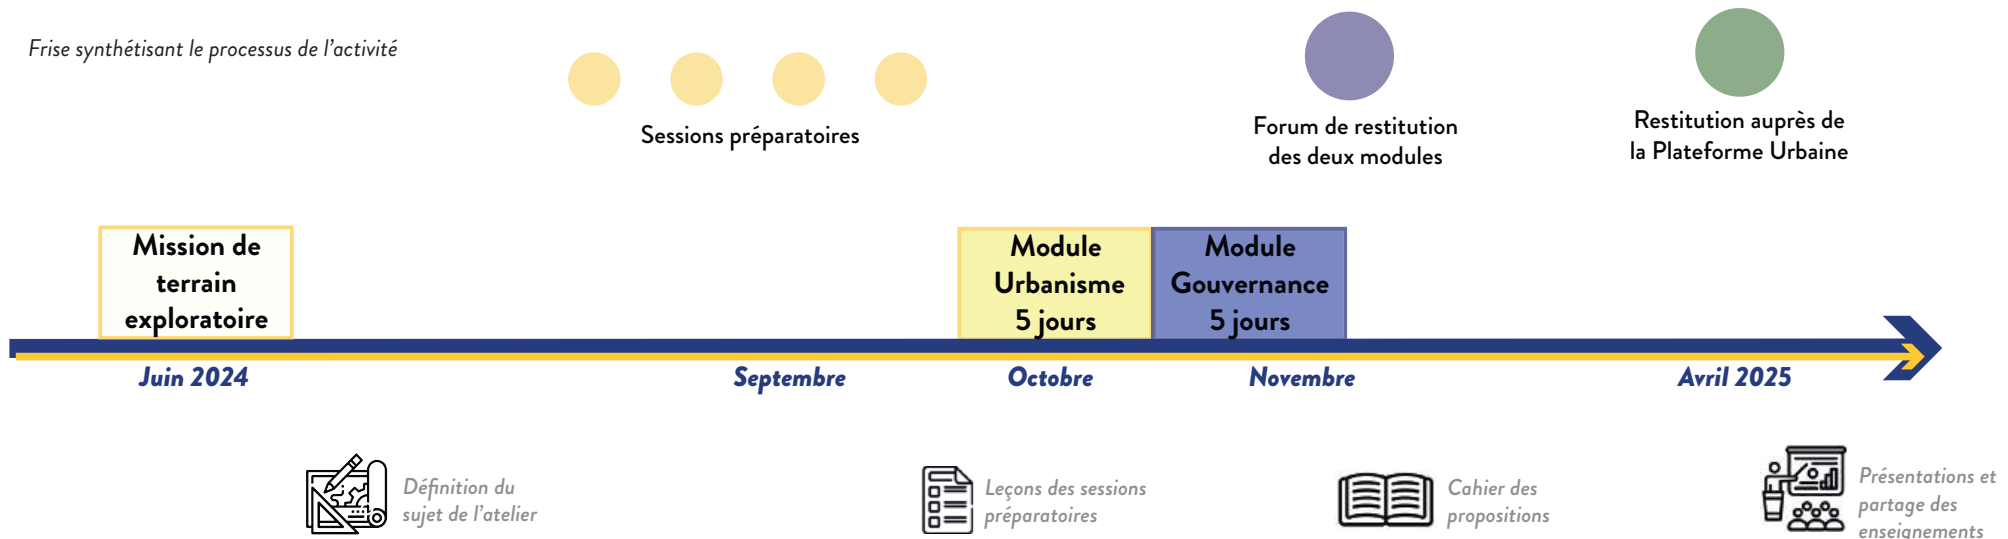 Frise synthétisant le processus de l'activité
Sessions préparatoires
Forum de restitution
des deux modules
Restitution auprès de
la Plateforme Urbaine
Mission de
terrain
exploratoire
Module
Urbanisme
5 jours
Module
Gouvernance
5 jours
Juin 2024
Septembre
Octobre
Novembre
Avril 2025
Définition du
sujet de l'atelier
Leçons des sessions
préparatoires
Cahier des
propositions
Présentations et
partage des
enseignements